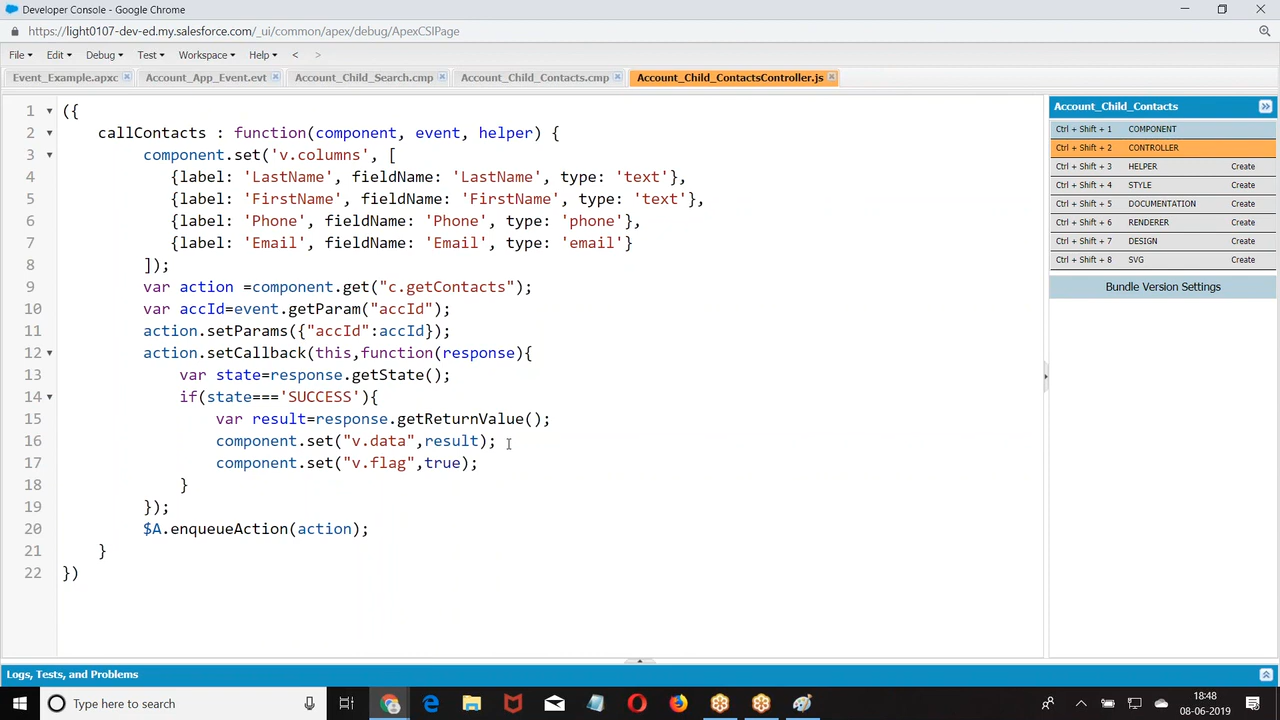 Developer Console - Google Chrome
https://light0107-dev-ed.my.salesforce.com/_ui/common/apex/debug/ApexCSIPage
File Edit Debug Test Workspace Help < >
Event_Example.apxc Account_App_Event.evt Account_Child_Search.cmp Account_Child_Contacts.cmp Account_Child_ContactsController.js
1 ({
2 callContacts : function(component, event, helper) {
3 component.set('v.columns', [
4 {label: 'LastName', fieldName: 'LastName', type: 'text'},
5 {label: 'FirstName', fieldName: 'FirstName', type: 'text'},
6 {label: 'Phone', fieldName: 'Phone', type: 'phone'},
7 {label: 'Email', fieldName: 'Email', type: 'email'}
8 ]);
9 var action =component.get("c.getContacts");
10 var accId=event.getParam("accId");
11 action.setParams({"accId":accId});
12 action.setCallback(this,function(response){
13 var state=response.getState();
14 if(state==='SUCCESS'){
15 var result=response.getReturnValue();
16 component.set("v.data",result);
17 component.set("v.flag",true);
18 }
19 });
20 $A.enqueueAction(action);
21 }
22 })
Account_Child_Contacts
Ctrl + Shift + 1 COMPONENT
Ctrl + Shift + 2 CONTROLLER
Ctrl + Shift + 3 HELPER Create
Ctrl + Shift + 4 STYLE Create
Ctrl + Shift + 5 DOCUMENTATION Create
Ctrl + Shift + 6 RENDERER Create
Ctrl + Shift + 7 DESIGN Create
Ctrl + Shift + 8 SVG Create
Bundle Version Settings
Logs, Tests, and Problems
Type here to search
18:48
08-06-2019